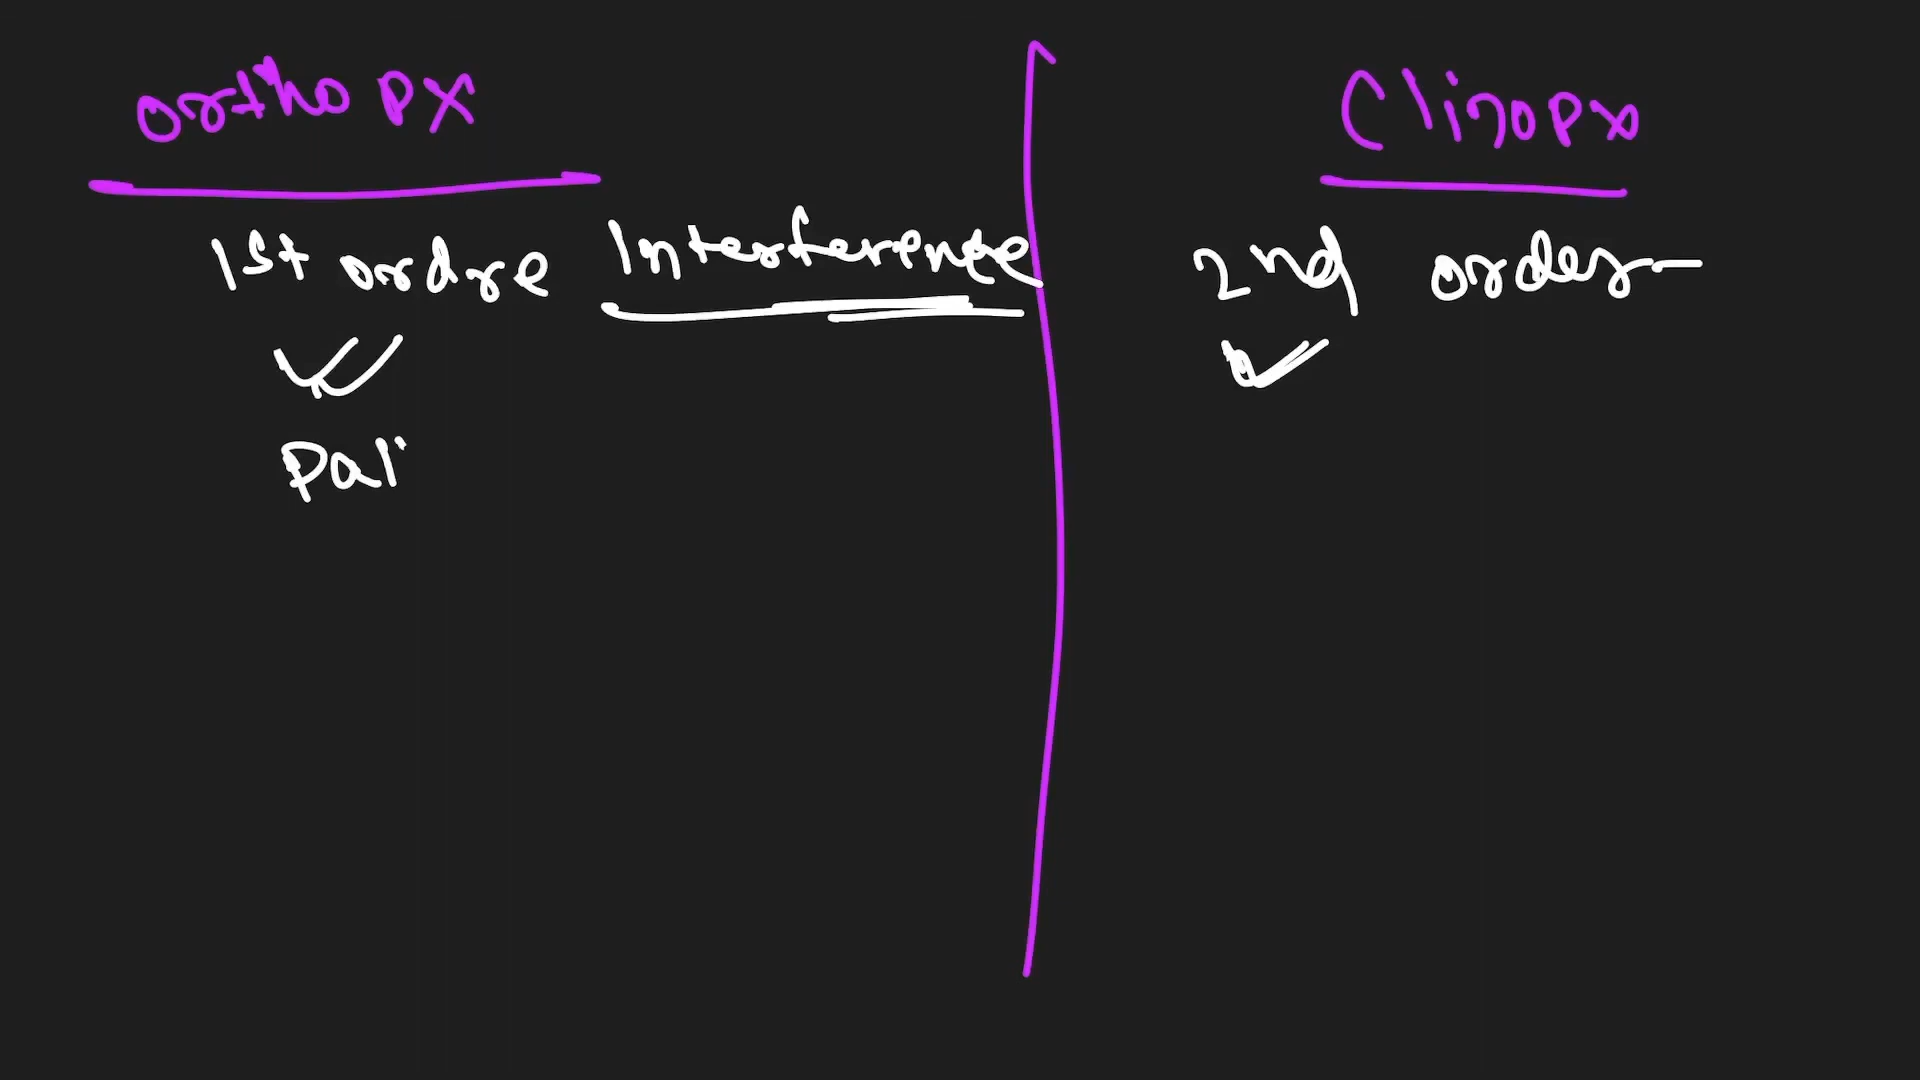 ortho px
Clinopx
1st ordre Interference
2nd order -
Pal